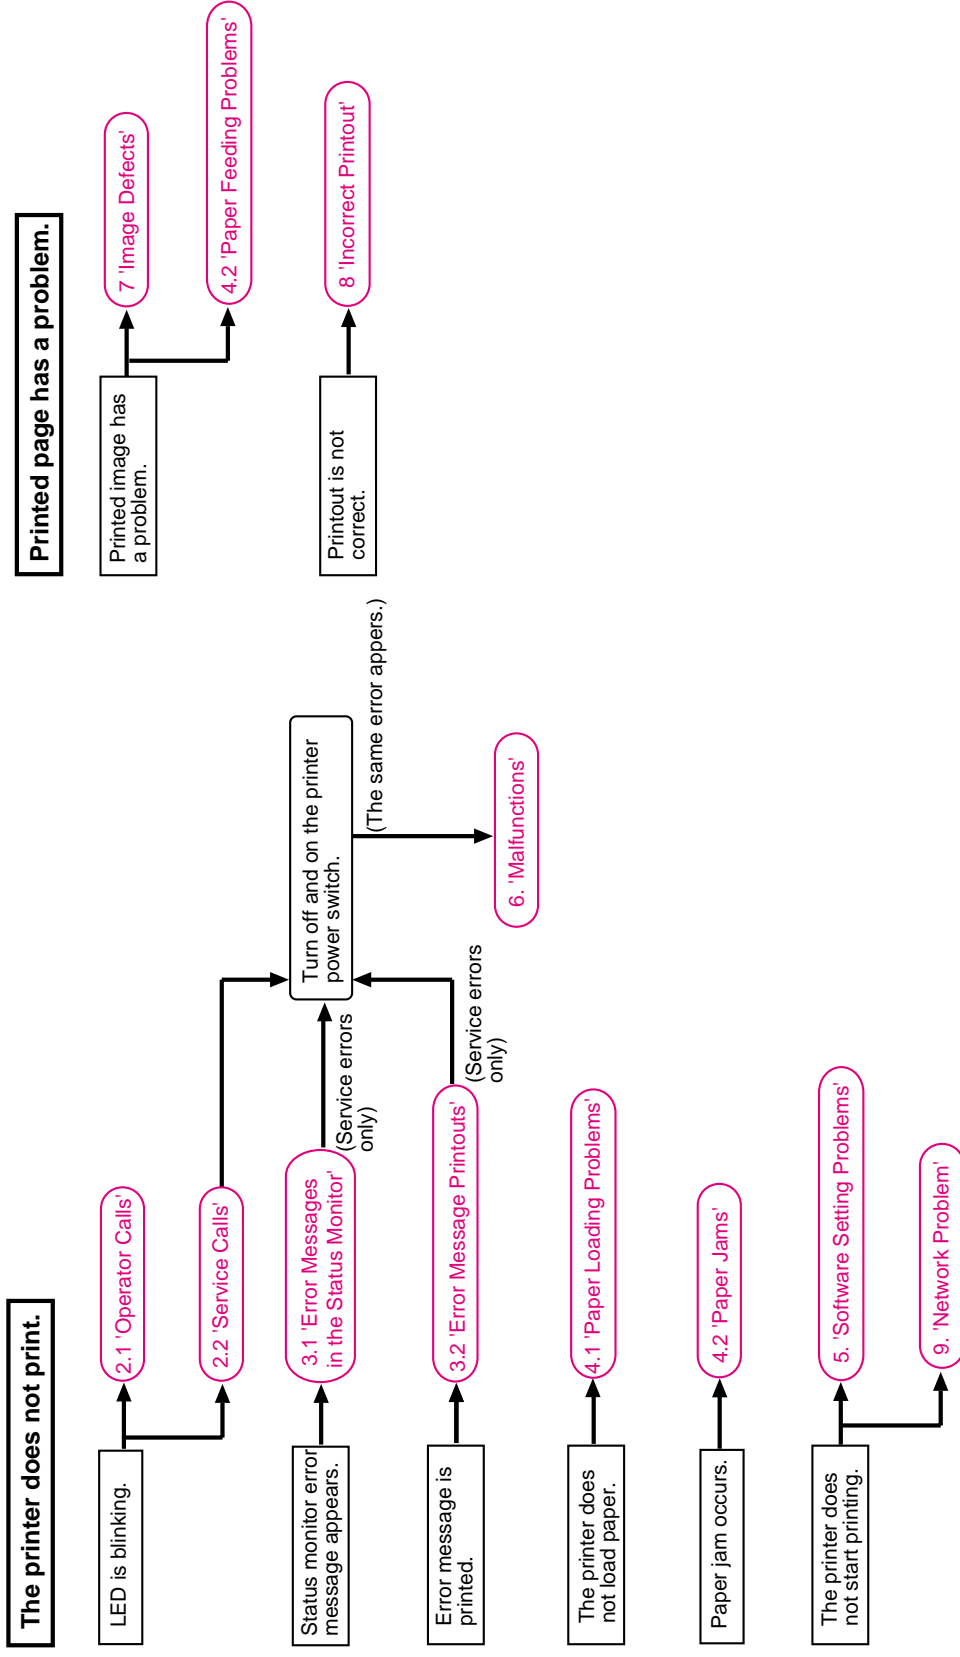 The printer does not print.
LED is blinking.
2.1 'Operator Calls'
2.2 'Service Calls'
Status monitor error
message appears.
3.1 'Error Messages
in the Status Monitor'
(Service errors
only)
Turn off and on the printer
power switch.
(The same error appers.)
6. 'Malfunctions'
Error message is
printed.
3.2 'Error Message Printouts'
(Service errors
only)
The printer does
not load paper.
4.1 'Paper Loading Problems'
Paper jam occurs.
4.2 'Paper Jams'
The printer does
not start printing.
5. 'Software Setting Problems'
9. 'Network Problem'
Printed page has a problem.
Printed image has
a problem.
7 'Image Defects'
4.2 'Paper Feeding Problems'
Printout is not
correct.
8 'Incorrect Printout'